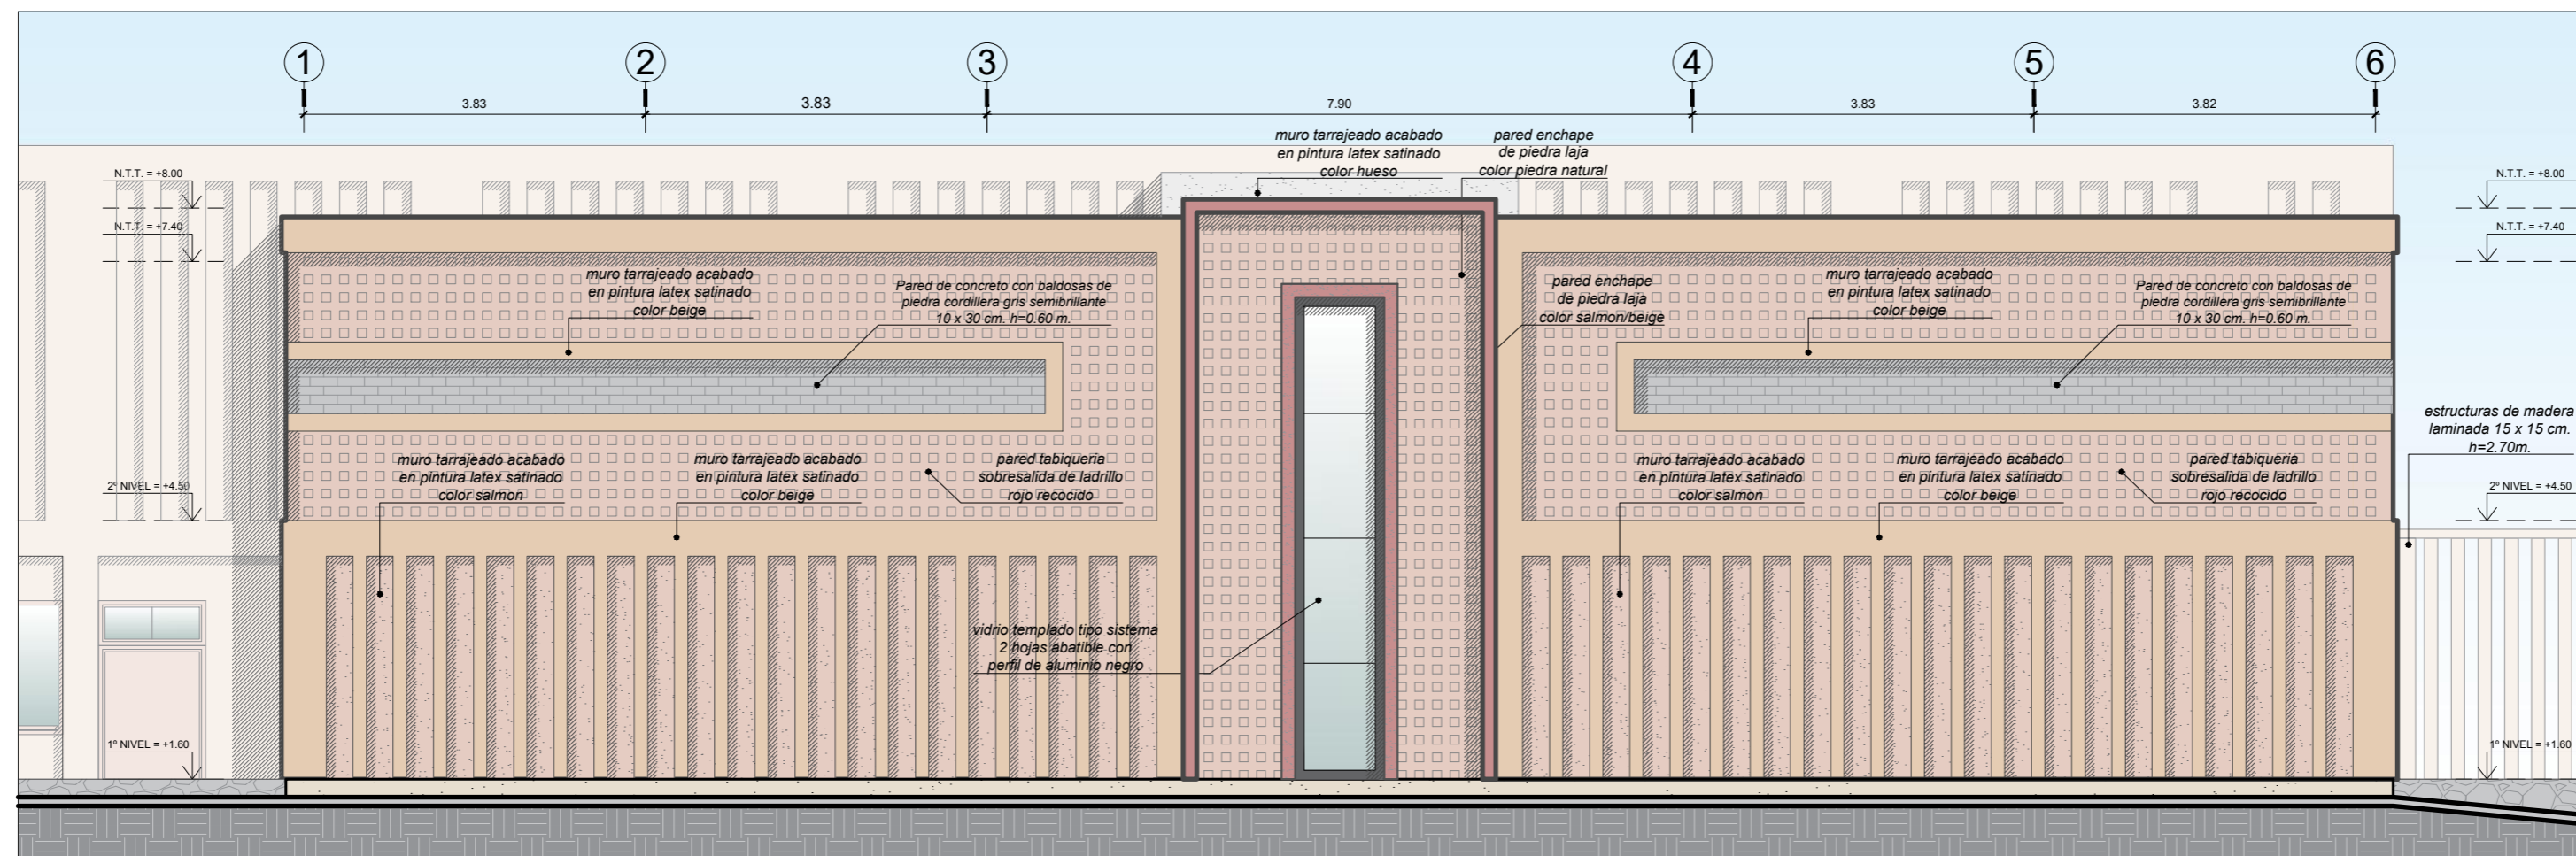 1 2 3 4 5 6
3.83 3.83 7.90 3.83 3.82
muro tarrajeado acabado
en pintura latex satinado
color hueso
pared enchape
de piedra laja
color piedra natural
N.T.T. = +8.00
N.T.T. = +7.40
2º NIVEL = +4.50
1º NIVEL = +1.60
muro tarrajeado acabado
en pintura latex satinado
color beige
Pared de concreto con baldosas de
piedra cordillera gris semibrillante
10 x 30 cm. h=0.60 m.
muro tarrajeado acabado
en pintura latex satinado
color salmon
muro tarrajeado acabado
en pintura latex satinado
color beige
pared tabiqueria
sobresalida de ladrillo
rojo recocido
vidrio templado tipo sistema
2 hojas abatible con
perfil de aluminio negro
pared enchape
de piedra laja
color salmon/beige
muro tarrajeado acabado
en pintura latex satinado
color beige
Pared de concreto con baldosas de
piedra cordillera gris semibrillante
10 x 30 cm. h=0.60 m.
muro tarrajeado acabado
en pintura latex satinado
color salmon
muro tarrajeado acabado
en pintura latex satinado
color beige
pared tabiqueria
sobresalida de ladrillo
rojo recocido
N.T.T. = +8.00
N.T.T. = +7.40
estructuras de madera
laminada 15 x 15 cm.
h=2.70m.
2º NIVEL = +4.50
1º NIVEL = +1.60